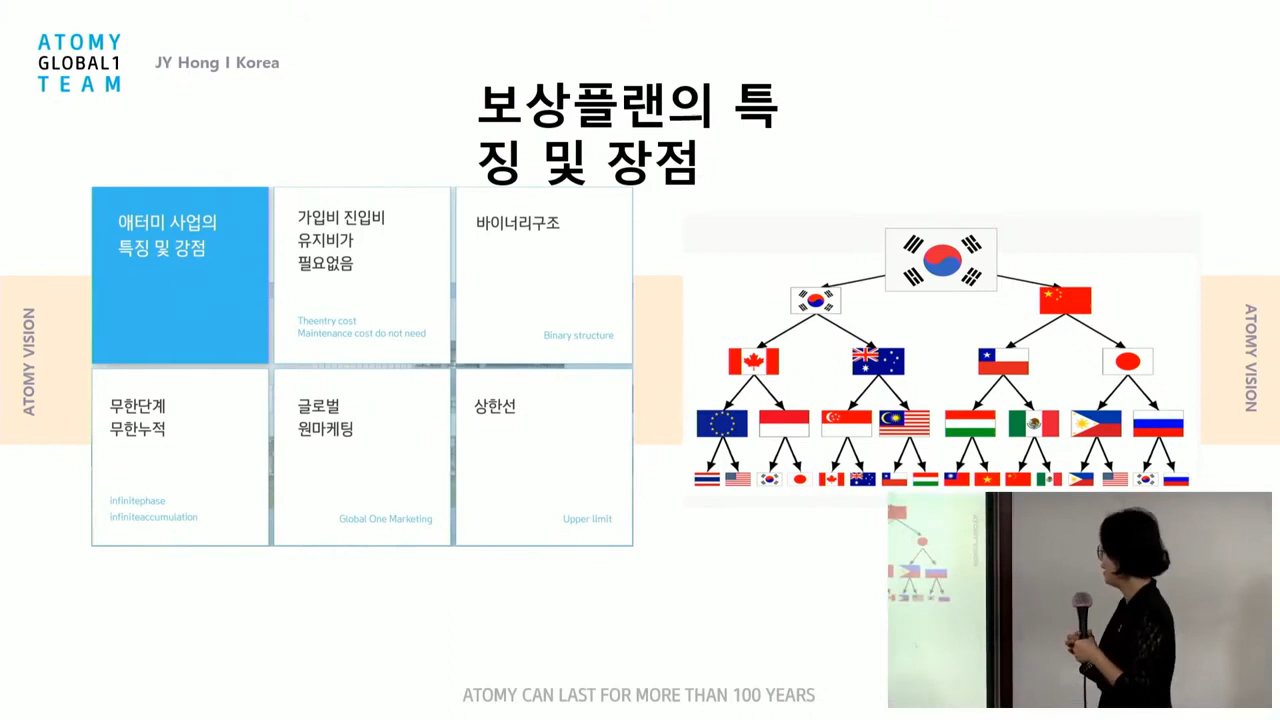 ATOMY
GLOBAL1
TEAM
JY Hong I Korea
보상플랜의 특
징 및 장점
애터미 사업의
특징 및 강점
가입비 진입비
유지비가
필요없음
Theentry cost
Maintenance cost do not need
바이너리구조
Binary structure
무한단계
무한누적
infinitephase
infiniteaccumulation
글로벌
원마케팅
Global One Marketing
상한선
Upper limit
ATOMY VISION
ATOMY VISION
ATOMY CAN LAST FOR MORE THAN 100 YEARS